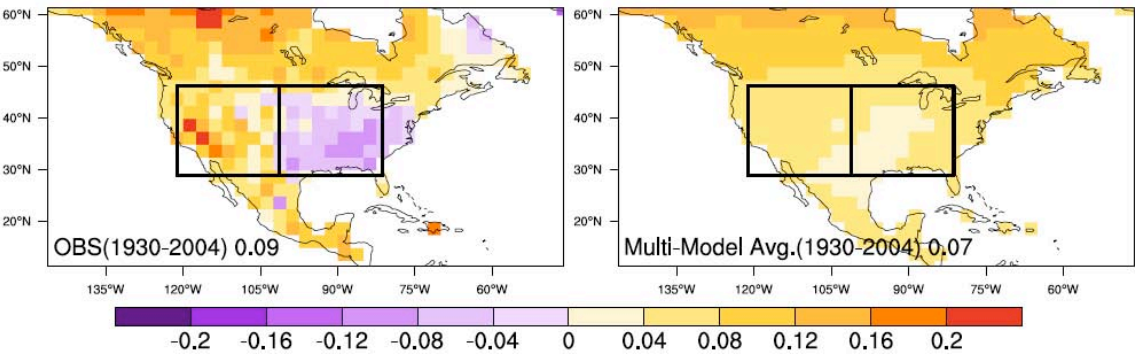 60°N
50°N
40°N
30°N
20°N
OBS(1930-2004) 0.09
135°W 120°W 105°W 90°W 75°W 60°W
60°N
50°N
40°N
30°N
20°N
Multi-Model Avg.(1930-2004) 0.07
135°W 120°W 105°W 90°W 75°W 60°W
-0.2 -0.16 -0.12 -0.08 -0.04 0 0.04 0.08 0.12 0.16 0.2